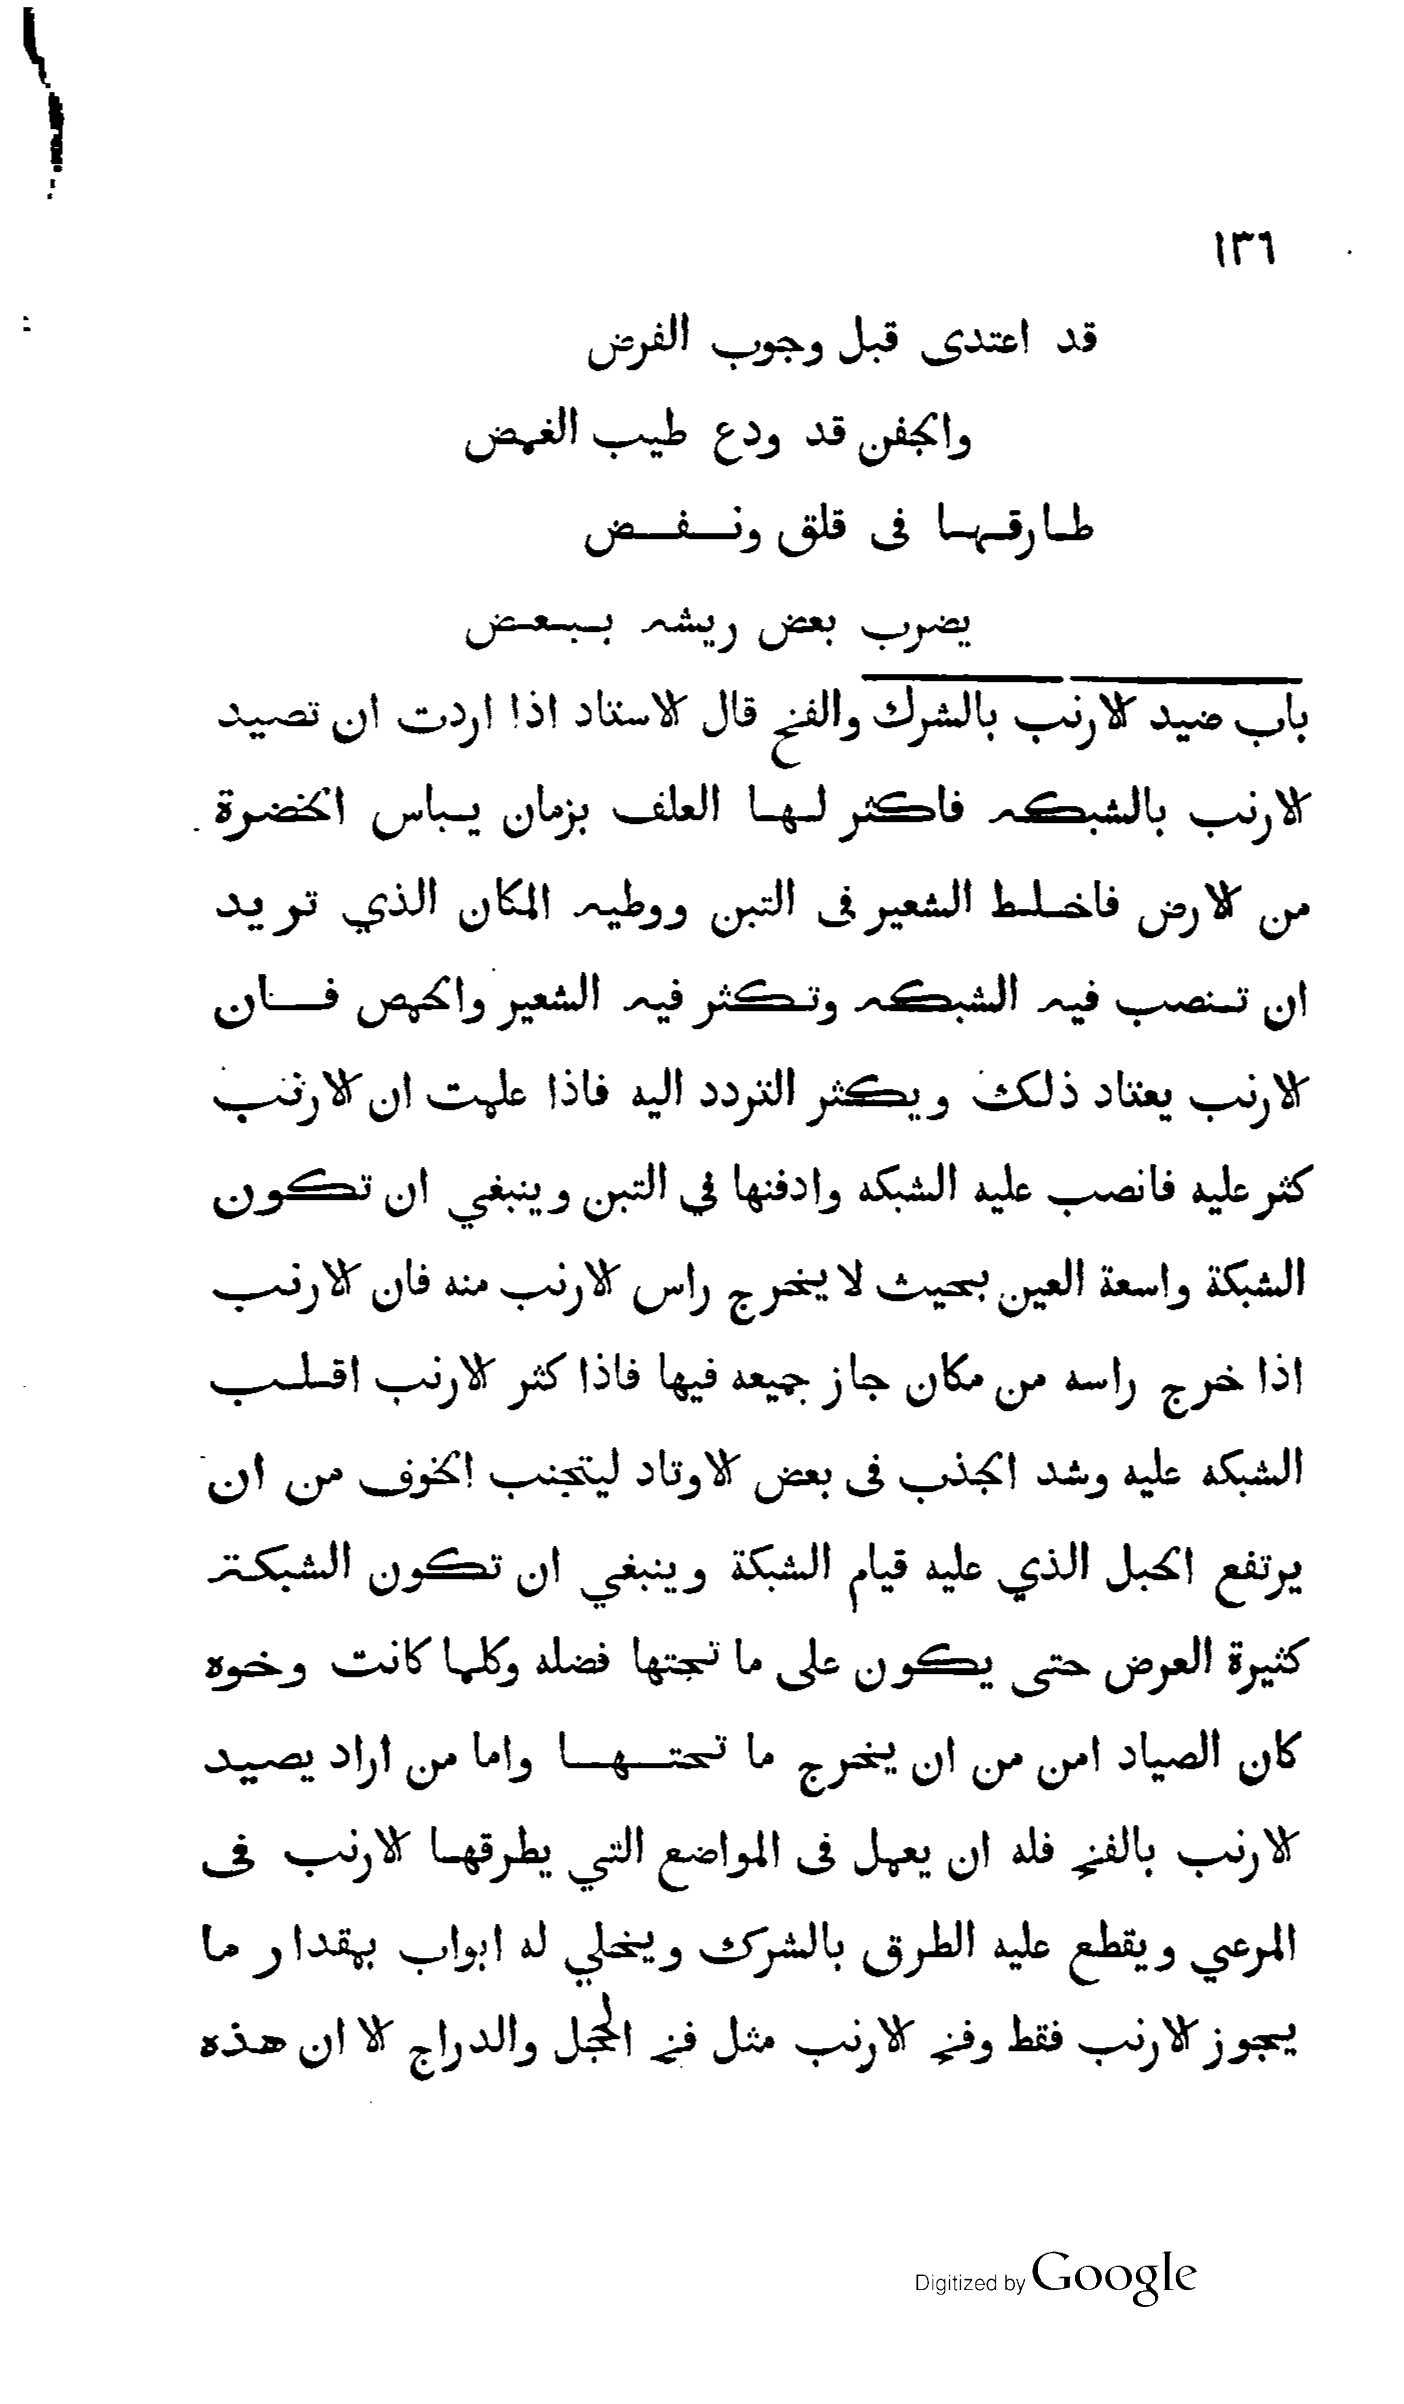 ١٣٦
قد اعتدى قبل وجوب الفرض
والجفن قد ودع طيب الغمض
طارقها فى قلق ونفض
يضرب بعض ريشه ببعض
باب ضيد الارنب بالشرك والفخ قال الاستاد اذا اردت ان تصيد
الارنب بالشبكه فاكثر لها العلف بزمان يباس الخضرة
من الارض فاخلط الشعير فى التبن ووطيه المكان الذي تريد
ان تنصب فيه الشبكه وتكثر فيه الشعير والحمص فان
الارنب يعتاد ذلك ويكثر التردد اليه فاذا علمت ان الارنب
كثر عليه فانصب عليه الشبكه وادفنها في التبن وينبغي ان تكون
الشبكة واسعة العين بحيث لا يخرج راس الارنب منه فان الارنب
اذا خرج راسه من مكان جاز جميعه فيها فاذا كثر الارنب اقلب
الشبكه عليه وشد الجذب فى بعض الاوتاد ليتجنب الخوف من ان
يرتفع الحبل الذي عليه قيام الشبكة وينبغي ان تكون الشبكة
كثيرة العرض حتى يكون على ما تحتها فضله وكلما كانت وخوه
كان الصياد امن من ان يخرج ما تحتها واما من اراد يصيد
الارنب بالفخ فله ان يعمل فى المواضع التي يطرقها الارنب فى
المرعي ويقطع عليه الطرق بالشرك ويخلي له ابواب بمقدار ما
يجوز الارنب فقط وفخ الارنب مثل فخ الحجل والدراج الا ان هذه
Digitized by Google